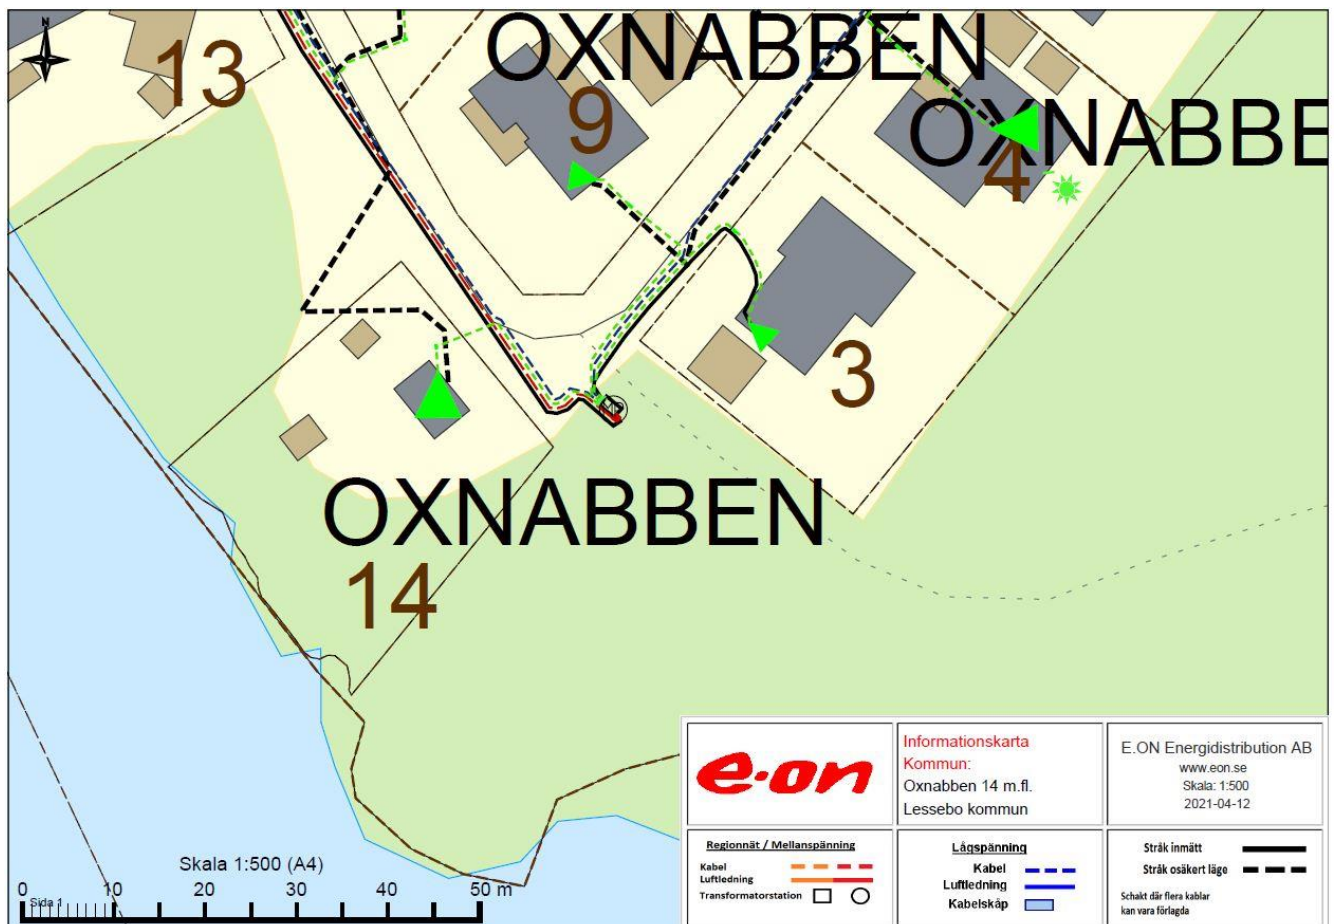 N
OXNABBEN
13
9
OXNABBE
4
3
OXNABBEN
14
Skala 1:500 (A4)
0 10 20 30 40 50 m
Sida 1
e·on
Informationskarta
Kommun:
Oxnabben 14 m.fl.
Lessebo kommun
E.ON Energidistribution AB
www.eon.se
Skala: 1:500
2021-04-12
Regionnät / Mellanspänning
Kabel
Luftledning
Transformatorstation
Lågspänning
Kabel
Luftledning
Kabelskåp
Stråk inmätt
Stråk osäkert läge
Schakt där flera kablar
kan vara förlagda